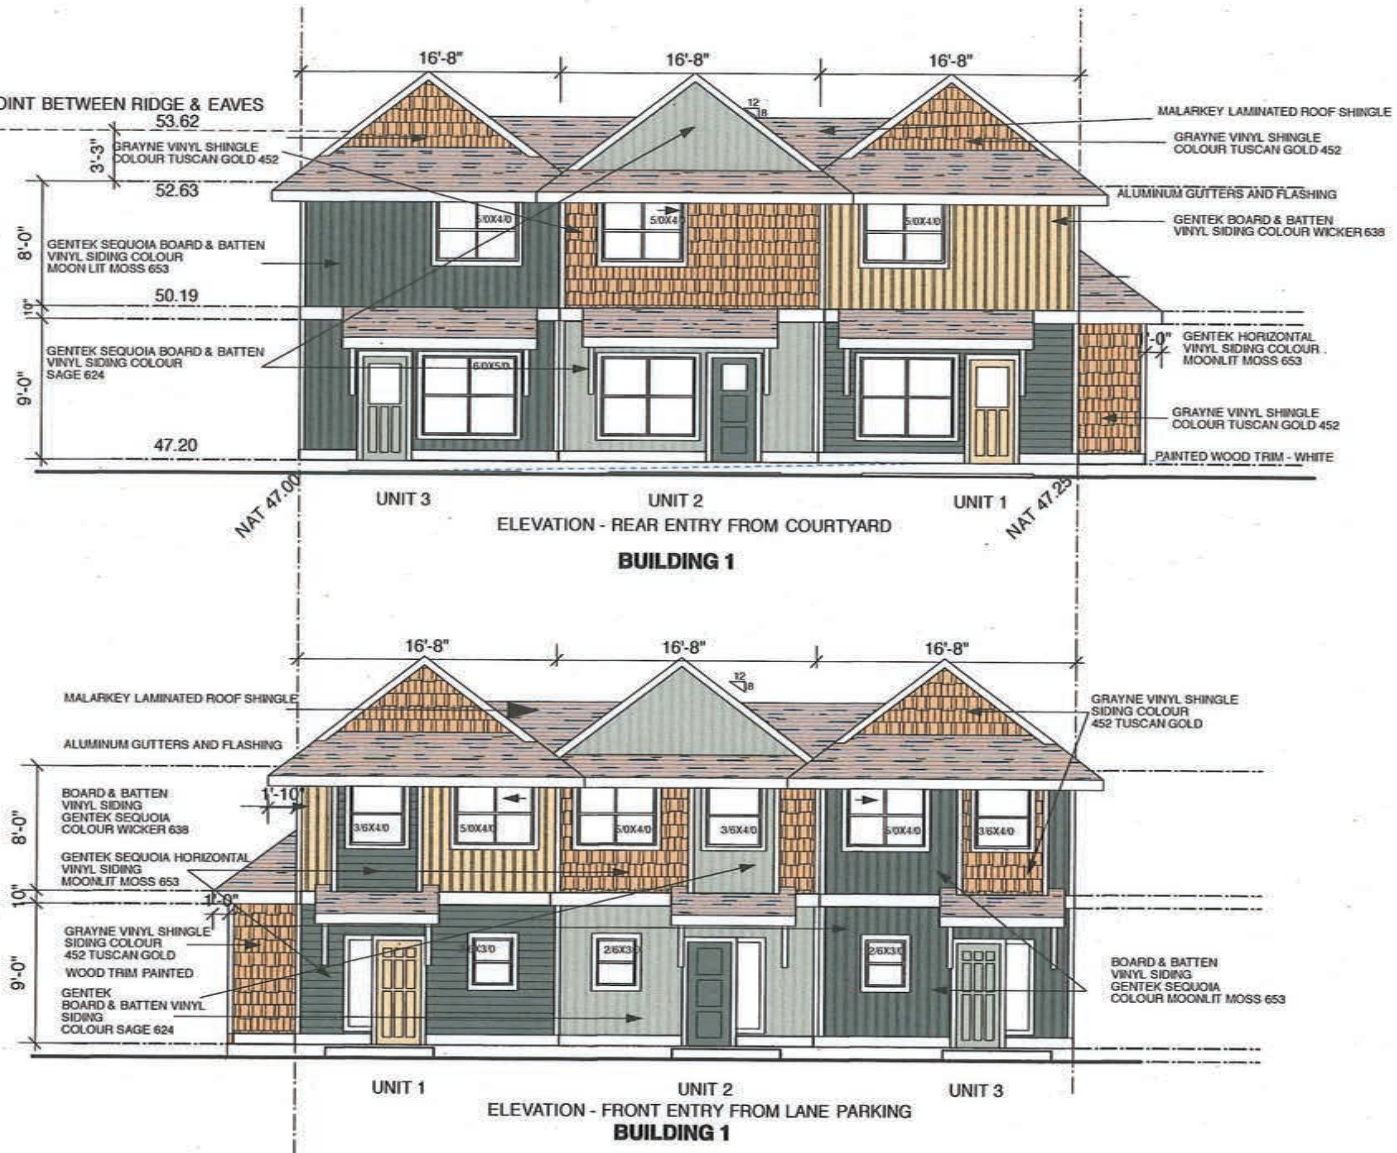 16'-8"
16'-8"
16'-8"
OINT BETWEEN RIDGE & EAVES
53.62
12
8
3'-3"
GRAYNE VINYL SHINGLE
COLOUR TUSCAN GOLD 452
MALARKEY LAMINATED ROOF SHINGLE
GRAYNE VINYL SHINGLE
COLOUR TUSCAN GOLD 452
52.63
ALUMINUM GUTTERS AND FLASHING
5/0X4/0
5/0X4/0
5/0X4/0
GENTEK BOARD & BATTEN
VINYL SIDING COLOUR WICKER 638
8'-0"
GENTEK SEQUOIA BOARD & BATTEN
VINYL SIDING COLOUR
MOON LIT MOSS 653
50.19
10"
GENTEK SEQUOIA BOARD & BATTEN
VINYL SIDING COLOUR
SAGE 624
6/0X5/0
GENTEK HORIZONTAL
VINYL SIDING COLOUR .
MOONLIT MOSS 653
9'-0"
GRAYNE VINYL SHINGLE
COLOUR TUSCAN GOLD 452
47.20
PAINTED WOOD TRIM - WHITE
NAT 47.00
UNIT 3
UNIT 2
UNIT 1
NAT 47.25
ELEVATION - REAR ENTRY FROM COURTYARD
BUILDING 1
16'-8"
16'-8"
16'-8"
12
8
MALARKEY LAMINATED ROOF SHINGLE
GRAYNE VINYL SHINGLE
SIDING COLOUR
452 TUSCAN GOLD
ALUMINUM GUTTERS AND FLASHING
1'-10"
BOARD & BATTEN
VINYL SIDING
GENTEK SEQUOIA
COLOUR WICKER 638
8'-0"
3/6X4/0
5/0X4/0
5/0X4/0
3/6X4/0
5/0X4/0
3/6X4/0
GENTEK SEQUOIA HORIZONTAL
VINYL SIDING
MOONLIT MOSS 653
10"
1'-0"
GRAYNE VINYL SHINGLE
SIDING COLOUR
452 TUSCAN GOLD
2/6X3/0
2/6X3/0
WOOD TRIM PAINTED
9'-0"
GENTEK
BOARD & BATTEN VINYL
SIDING
COLOUR SAGE 624
BOARD & BATTEN
VINYL SIDING
GENTEK SEQUOIA
COLOUR MOONLIT MOSS 653
UNIT 1
UNIT 2
UNIT 3
ELEVATION - FRONT ENTRY FROM LANE PARKING
BUILDING 1